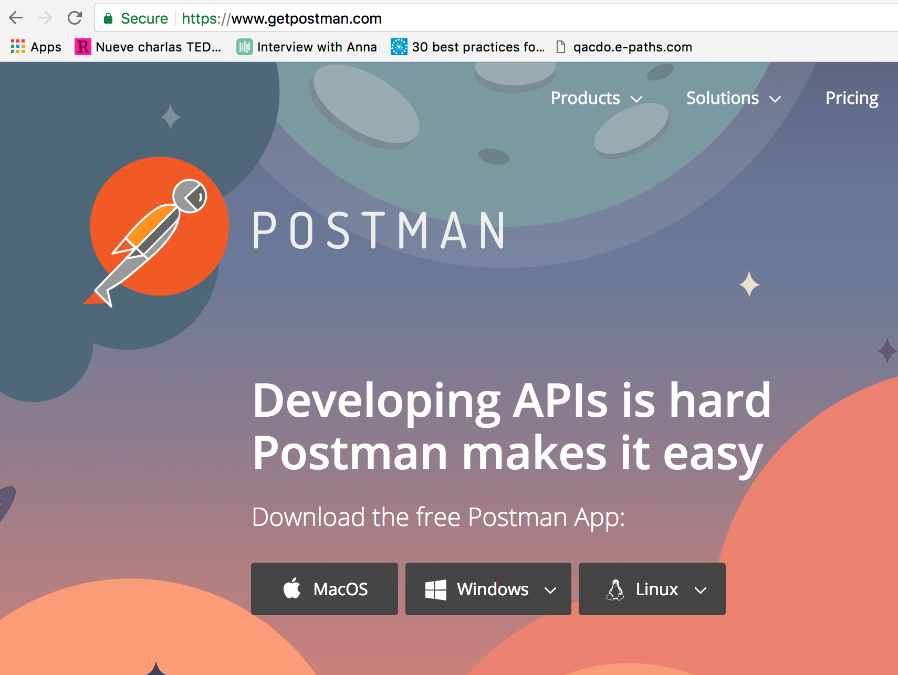 Secure https://www.getpostman.com
Apps Nueve charlas TED... Interview with Anna 30 best practices fo... qacdo.e-paths.com
Products Solutions Pricing
POSTMAN
Developing APIs is hard
Postman makes it easy
Download the free Postman App:
MacOS Windows Linux